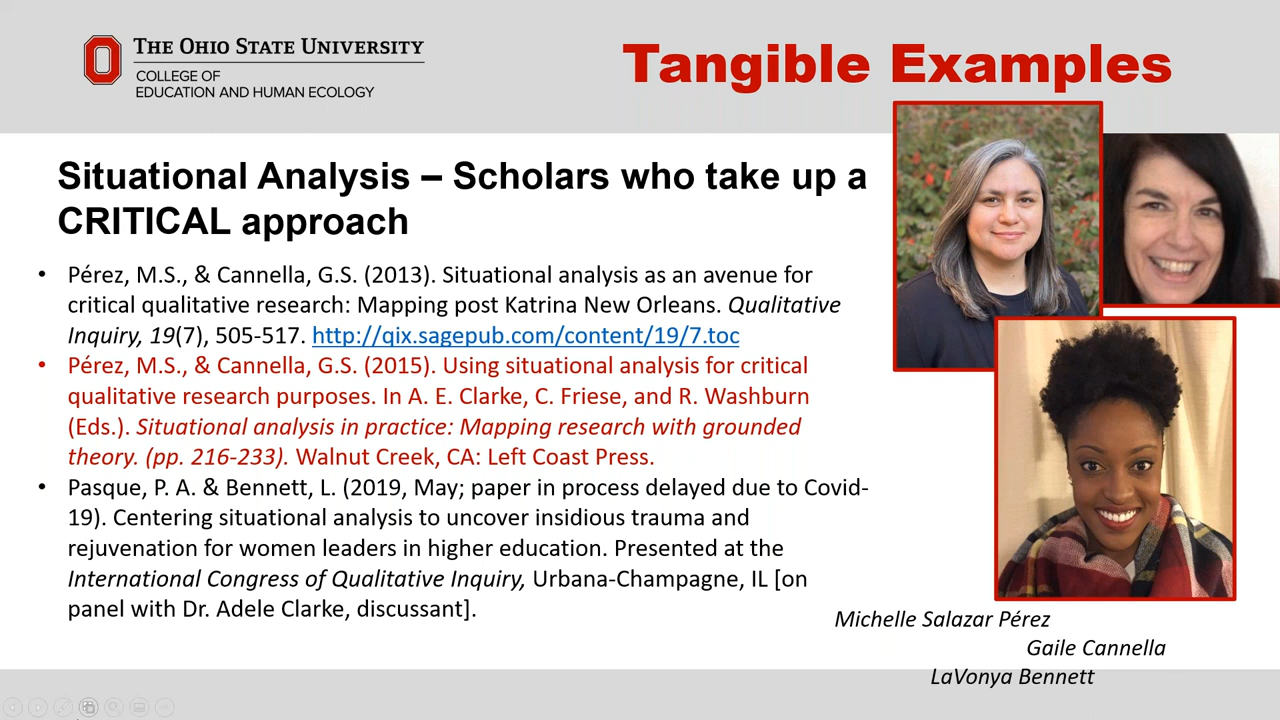 THE OHIO STATE UNIVERSITY
COLLEGE OF
EDUCATION AND HUMAN ECOLOGY
Tangible Examples
Situational Analysis – Scholars who take up a
CRITICAL approach
• Pérez, M.S., & Cannella, G.S. (2013). Situational analysis as an avenue for
critical qualitative research: Mapping post Katrina New Orleans. Qualitative
Inquiry, 19(7), 505-517. http://qix.sagepub.com/content/19/7.toc
• Pérez, M.S., & Cannella, G.S. (2015). Using situational analysis for critical
qualitative research purposes. In A. E. Clarke, C. Friese, and R. Washburn
(Eds.). Situational analysis in practice: Mapping research with grounded
theory. (pp. 216-233). Walnut Creek, CA: Left Coast Press.
• Pasque, P. A. & Bennett, L. (2019, May; paper in process delayed due to Covid-
19). Centering situational analysis to uncover insidious trauma and
rejuvenation for women leaders in higher education. Presented at the
International Congress of Qualitative Inquiry, Urbana-Champagne, IL [on
panel with Dr. Adele Clarke, discussant].
Michelle Salazar Pérez
Gaile Cannella
LaVonya Bennett